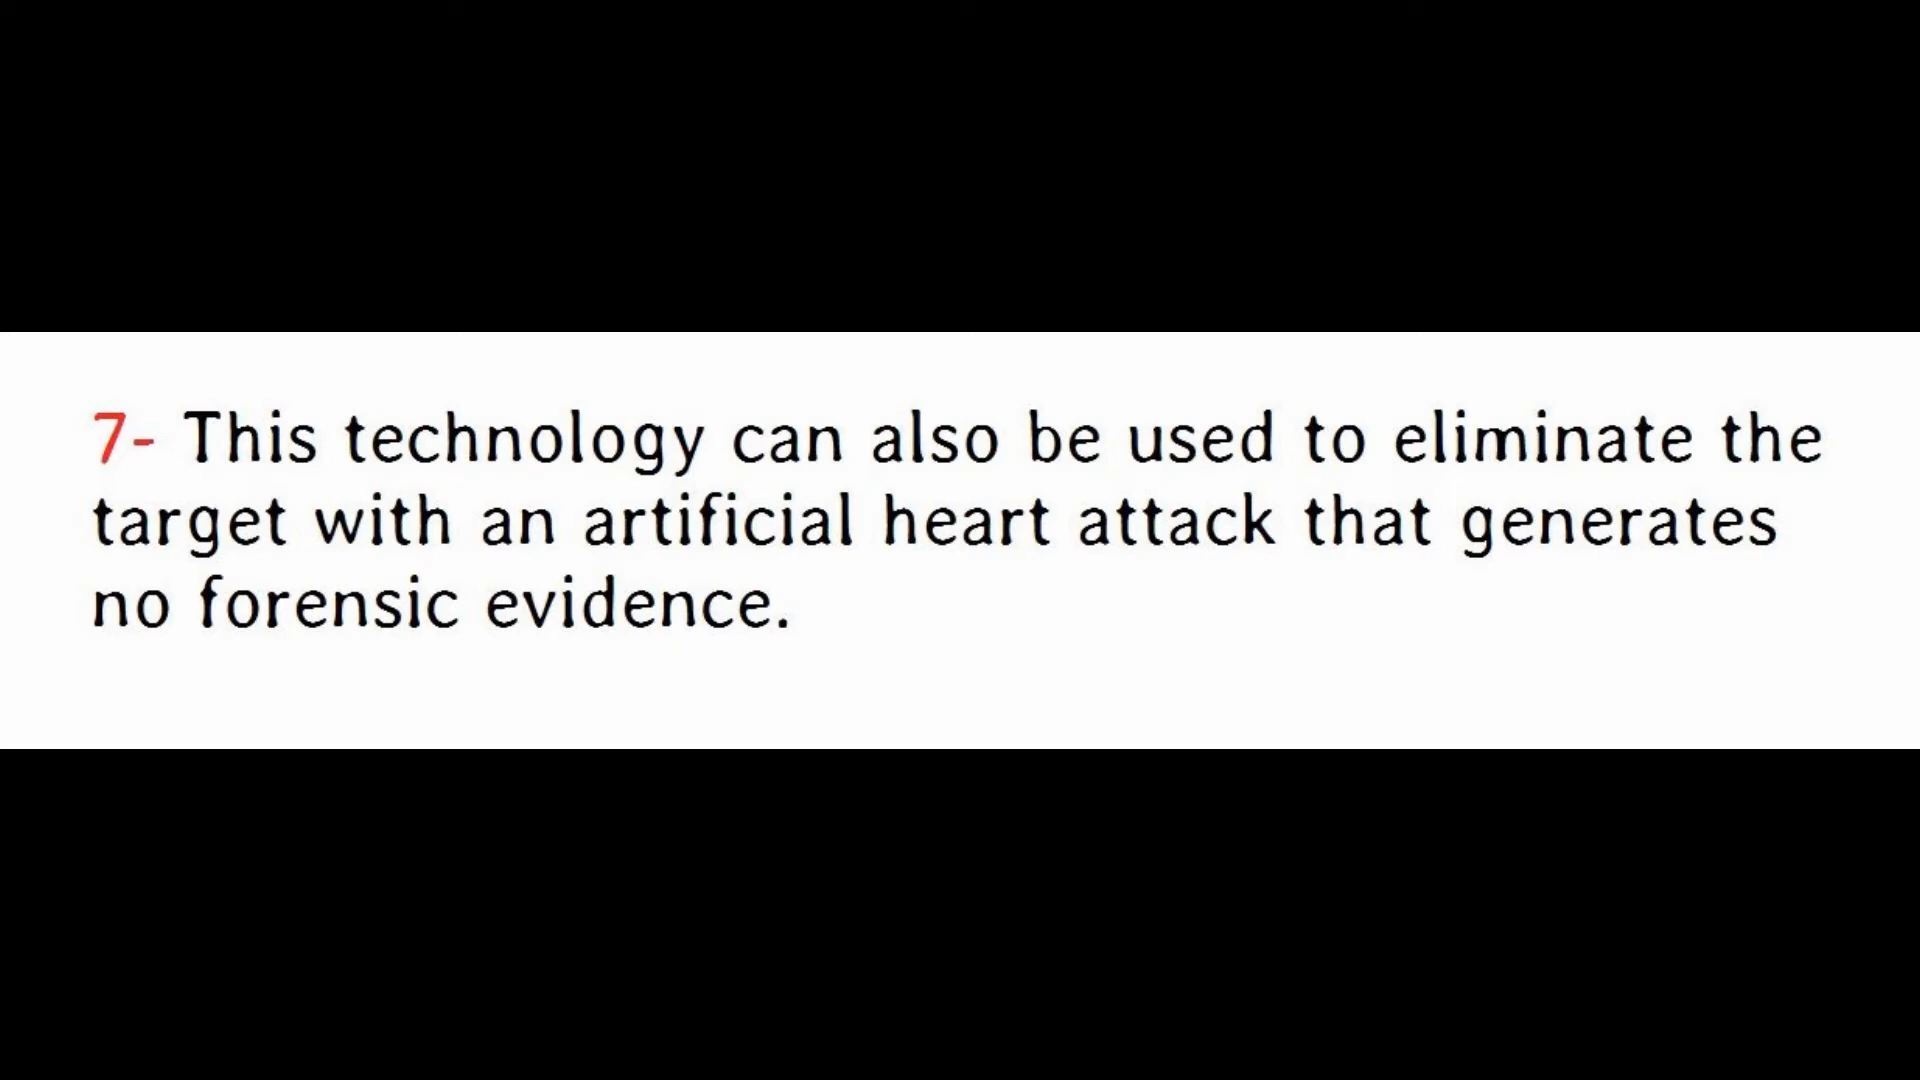 7- This technology can also be used to eliminate the
target with an artificial heart attack that generates
no forensic evidence.